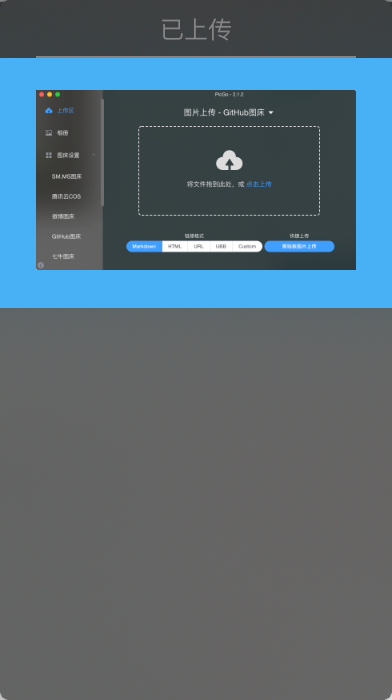 已上传
PicGo - 2.1.2
上传区
图片上传 - GitHub图床
相册
图床设置
SM.MS图床
将文件拖到此处，或 点击上传
腾讯云COS
微博图床
GitHub图床
链接格式
快捷上传
Markdown
HTML
URL
UBB
Custom
剪贴板图片上传
七牛图床